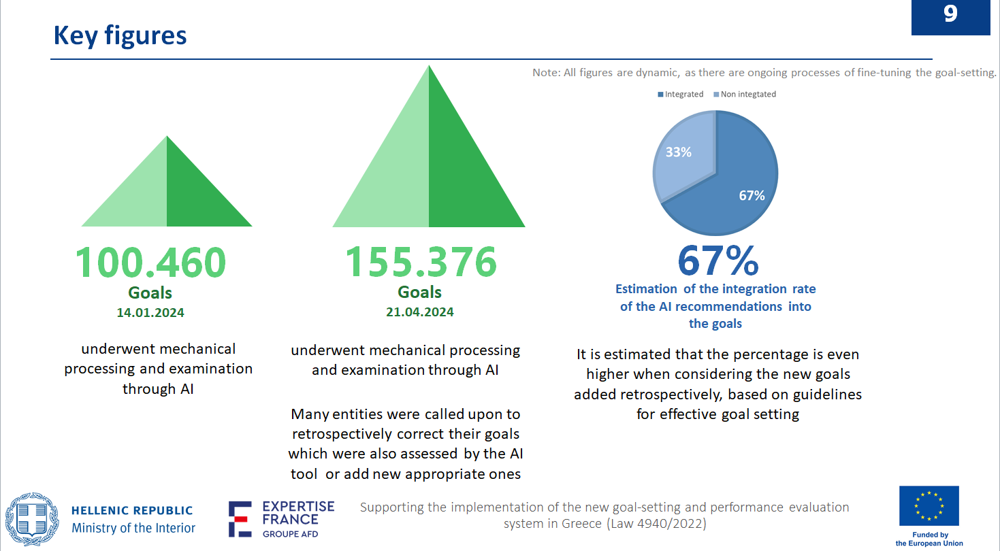 9
Key figures
Note: All figures are dynamic, as there are ongoing processes of fine-tuning the goal-setting.
100.460
Goals
14.01.2024
underwent mechanical
processing and examination
through AI
155.376
Goals
21.04.2024
underwent mechanical processing
and examination through AI
Many entities were called upon to
retrospectively correct their goals
which were also assessed by the AI
tool or add new appropriate ones
Integrated Non integtated
33%
67%
67%
Estimation of the integration rate
of the AI recommendations into
the goals
It is estimated that the percentage is even
higher when considering the new goals
added retrospectively, based on guidelines
for effective goal setting
HELLENIC REPUBLIC
Ministry of the Interior
EXPERTISE
FRANCE
GROUPE AFD
Supporting the implementation of the new goal-setting and performance evaluation
system in Greece (Law 4940/2022)
Funded by
the European Union